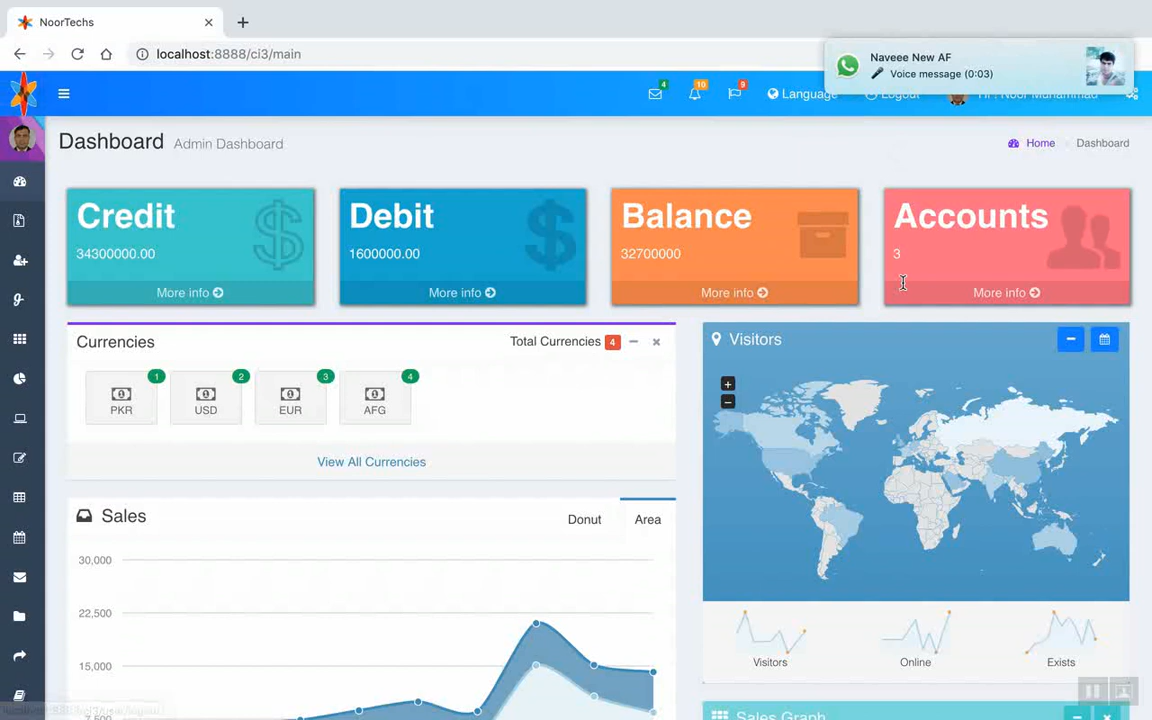 NoorTechs
localhost:8888/ci3/main
Naveee New AF
Voice message (0:03)
4
10
9
Language
Logout
Hi : Noor Muhammad
Dashboard Admin Dashboard
Home
Dashboard
Credit
34300000.00
More info
Debit
1600000.00
More info
Balance
32700000
More info
Accounts
3
More info
Currencies
Total Currencies 4
1
PKR
2
USD
3
EUR
4
AFG
View All Currencies
Visitors
+
−
Visitors
Online
Exists
Sales
Donut
Area
30,000
22,500
15,000
7,500
Sales Graph